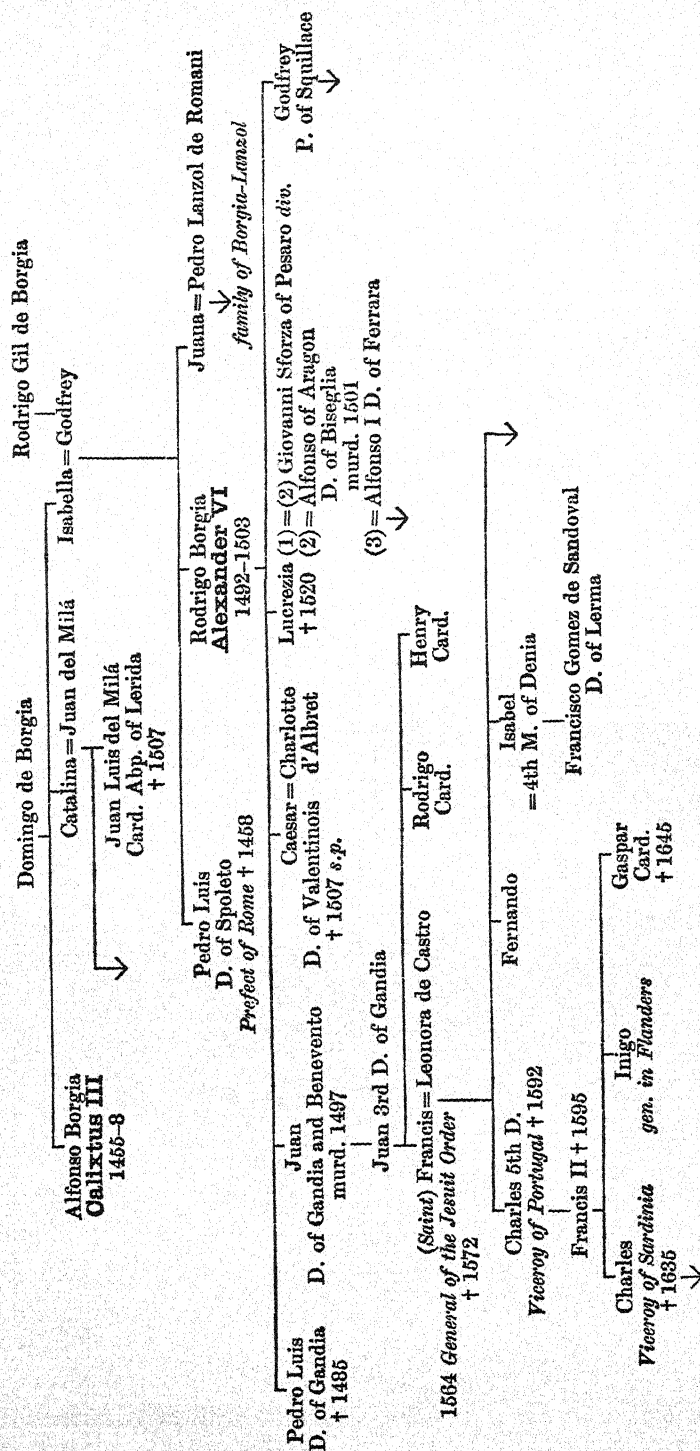 Domingo de Borgia
Rodrigo Gil de Borgia
Alfonso Borgia
Calixtus III
1455–8
Catalina=Juan del Milá
Isabella=Godfrey
Juan Luis del Milá
Card. Abp. of Lerida
† 1507
Pedro Luis
D. of Spoleto
Prefect of Rome † 1458
Rodrigo Borgia
Alexander VI
1492–1503
Juana=Pedro Lanzol de Romani
family of Borgia-Lanzol
Pedro Luis
D. of Gandia
† 1485
Juan
D. of Gandia and Benevento
murd. 1497
Caesar=Charlotte
D. of Valentinois d'Albret
† 1507 s.p.
Lucrezia (1)=(2) Giovanni Sforza of Pesaro div.
† 1520 (2)=Alfonso of Aragon
D. of Biseglia
murd. 1501
(3)=Alfonso I D. of Ferrara
Godfrey
P. of Squillace
Juan 3rd D. of Gandia
(Saint) Francis=Leonora de Castro
1564 General of the Jesuit Order
† 1572
Rodrigo
Card.
Henry
Card.
Charles 5th D.
Viceroy of Portugal † 1592
Fernando
Isabel
=4th M. of Denia
Francis II † 1595
Francisco Gomez de Sandoval
D. of Lerma
Charles
Viceroy of Sardinia
† 1635
Inigo
gen. in Flanders
Gaspar
Card.
† 1645